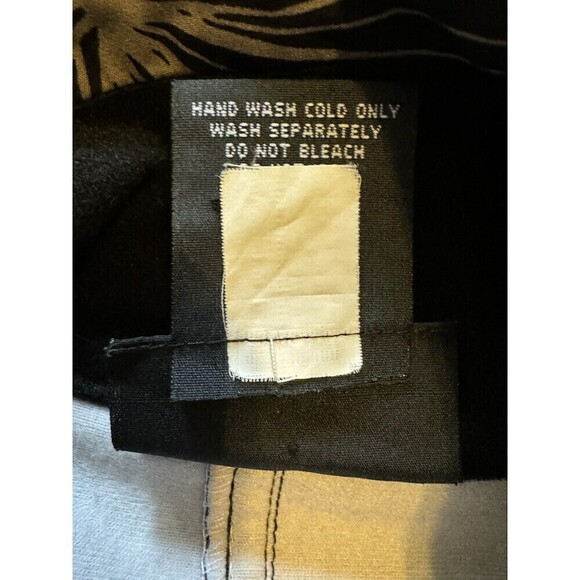 HAND WASH COLD ONLY
WASH SEPARATELY
DO NOT BLEACH